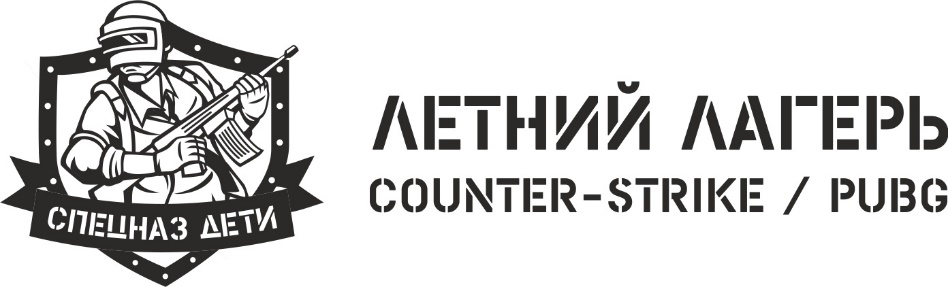 СПЕЦНАЗ ДЕТИ
ЛЕТНИЙ ЛАГЕРЬ
COUNTER-STRIKE / PUBG